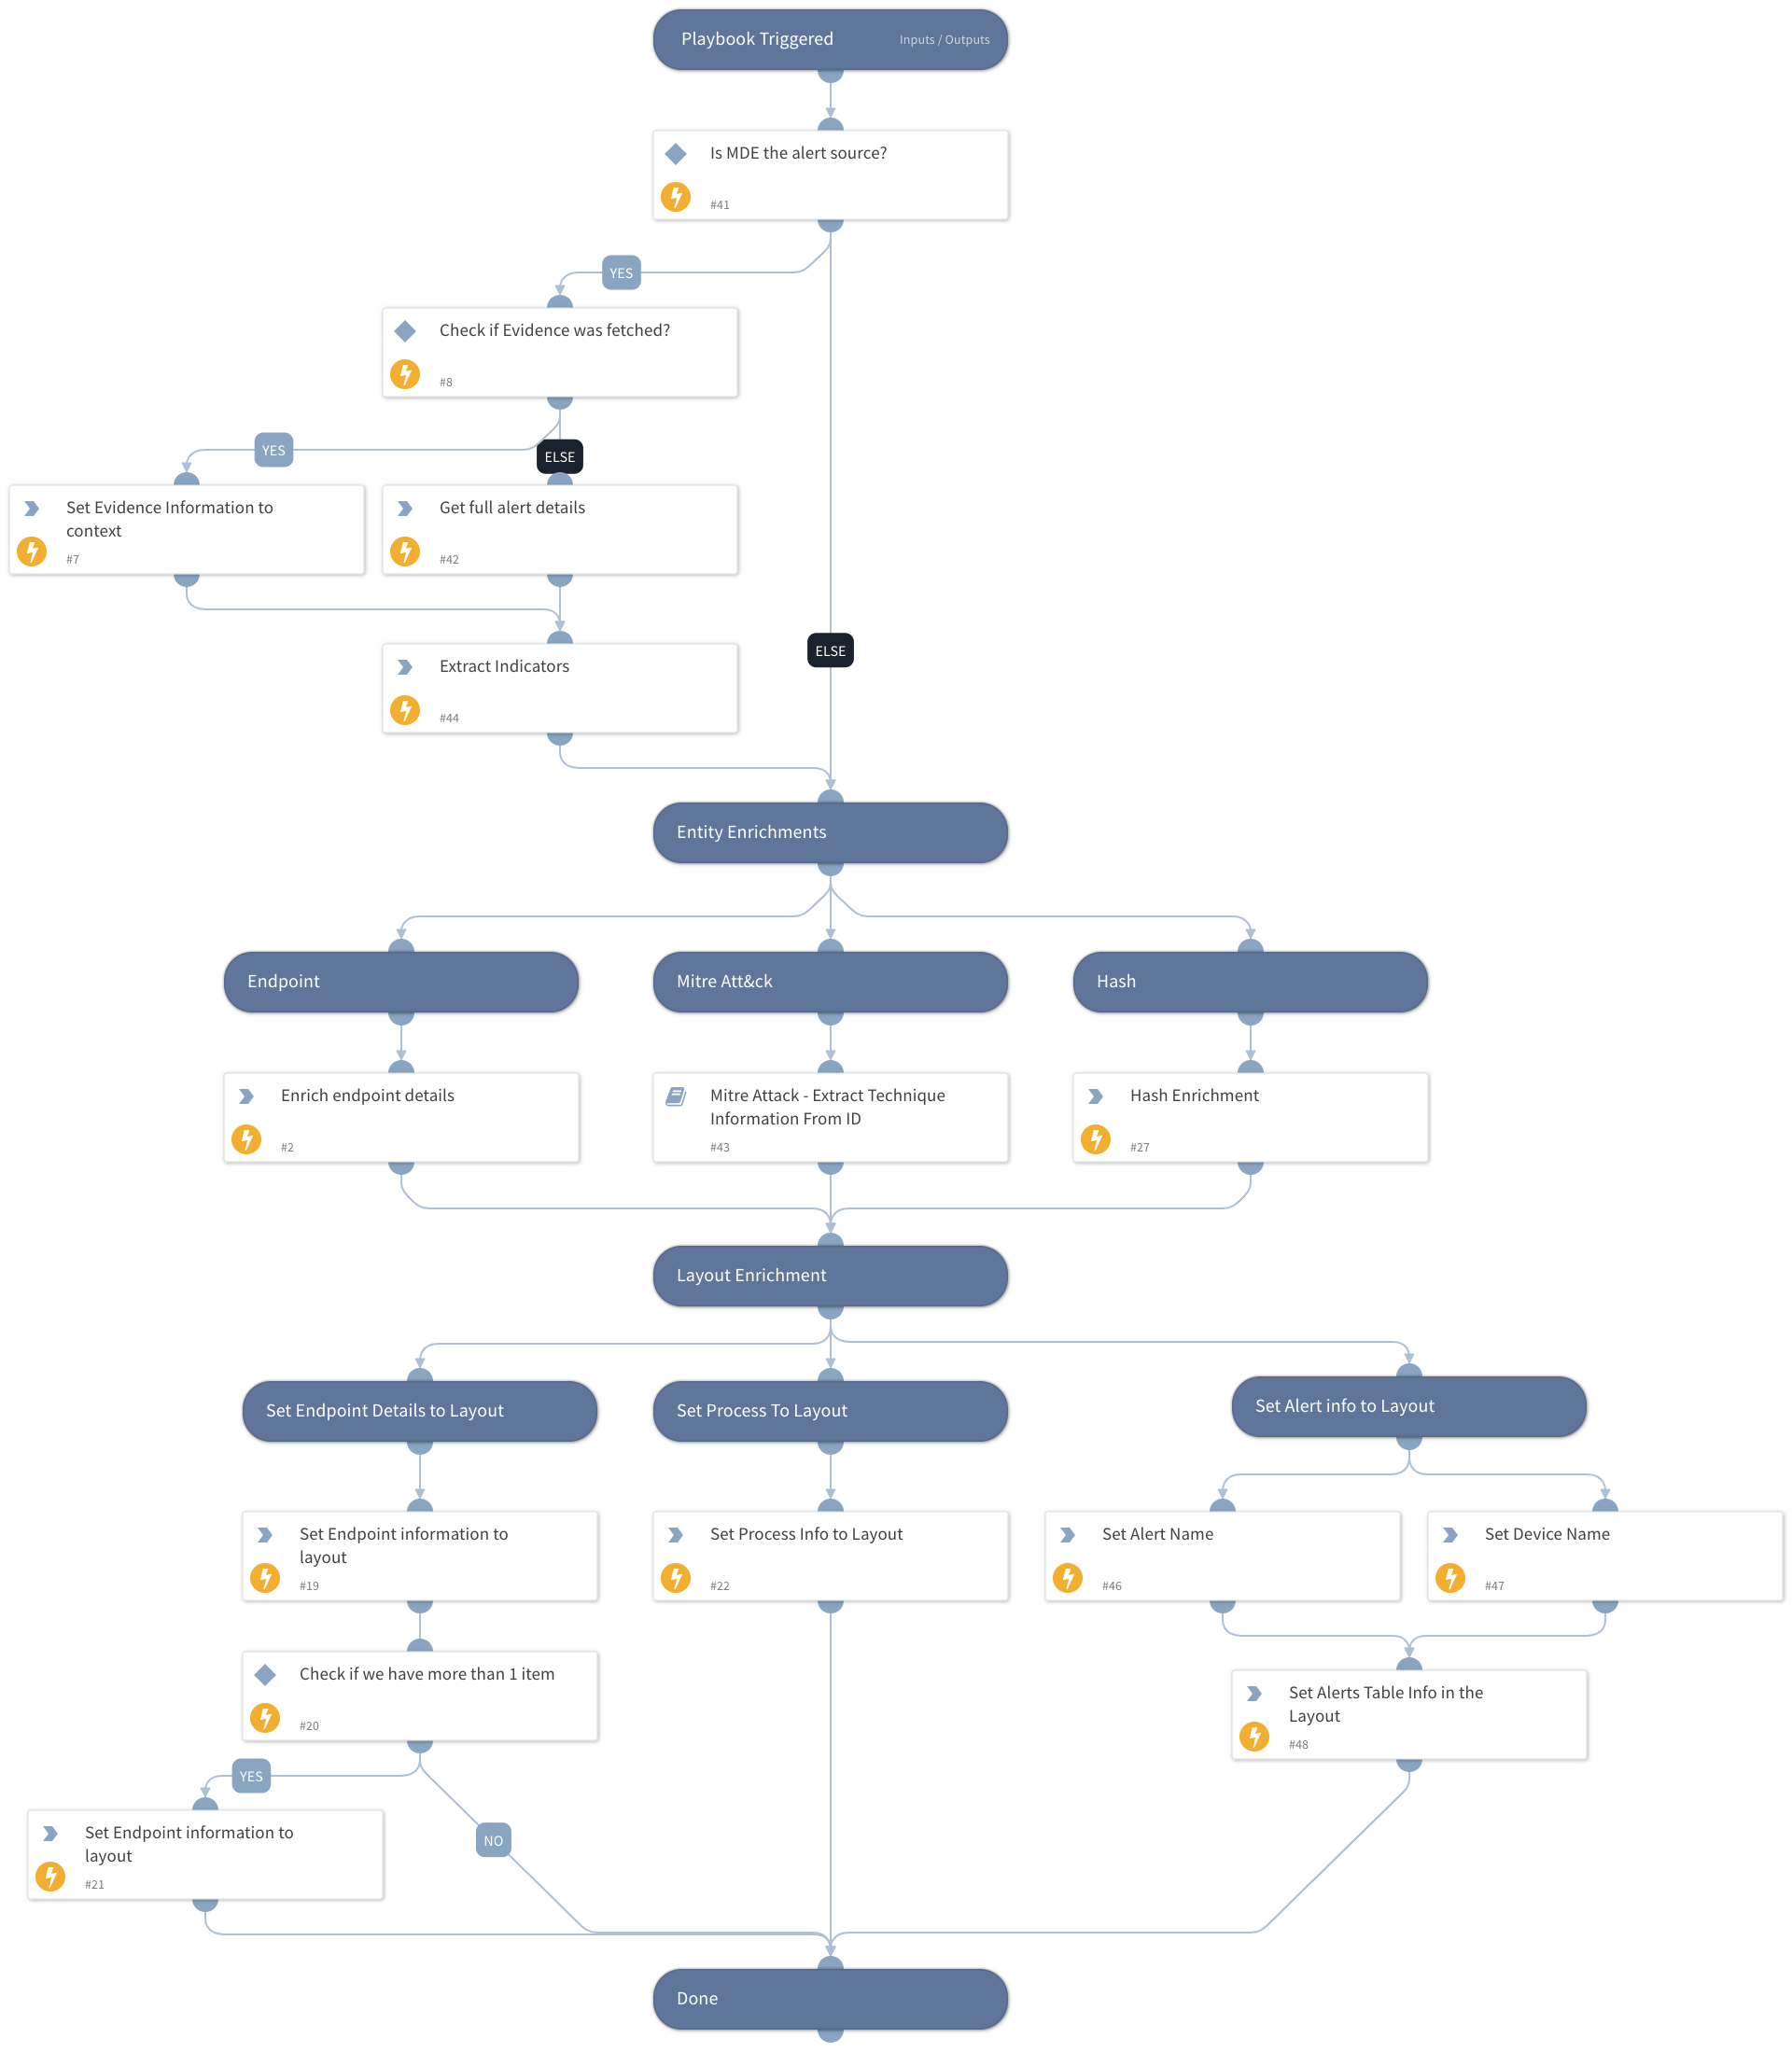 Playbook Triggered
Inputs / Outputs
Is MDE the alert source?
#41
YES
Check if Evidence was fetched?
#8
YES
ELSE
Set Evidence Information to
context
#7
Get full alert details
#42
ELSE
Extract Indicators
#44
Entity Enrichments
Endpoint
Mitre Att&ck
Hash
Enrich endpoint details
#2
Mitre Attack - Extract Technique
Information From ID
#43
Hash Enrichment
#27
Layout Enrichment
Set Endpoint Details to Layout
Set Process To Layout
Set Alert info to Layout
Set Endpoint information to
layout
#19
Set Process Info to Layout
#22
Set Alert Name
#46
Set Device Name
#47
Check if we have more than 1 item
#20
Set Alerts Table Info in the
Layout
#48
YES
NO
Set Endpoint information to
layout
#21
Done